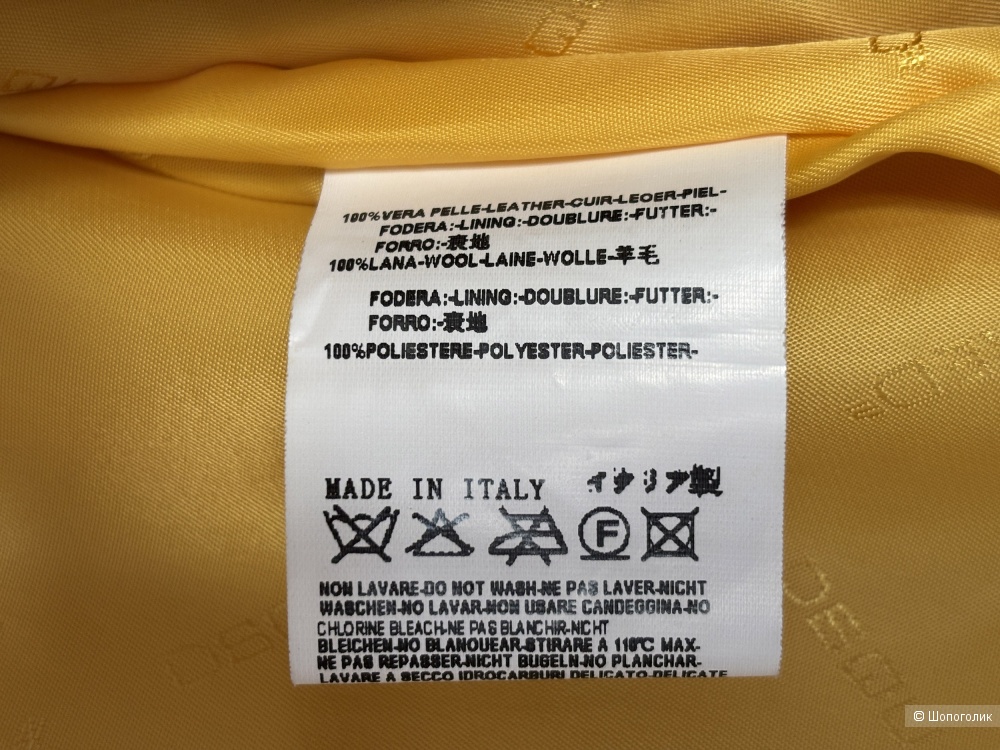 100%VERA PELLE-LEATHER-CUIR-LEOER-PIEL-
FODERA:-LINING:-DOUBLURE:-FUTTER:-
FORRO:-裏地
100%LANA-WOOL-LAINE-WOLLE-羊毛
FODERA:-LINING:-DOUBLURE:-FUTTER:-
FORRO:-裏地
100%POLIESTERE-POLYESTER-POLIESTER-
MADE IN ITALY イタリア製
F
NON LAVARE-DO NOT WASH-NE PAS LAVER-NICHT
WASCHEN-NO LAVAR-NON USARE CANDEGGINA-NO
CHLORINE BLEACH-NE PAS BLANCHIR-NICHT
BLEICHEN-NO BLANQUEAR-STIRARE A 110°C MAX-
NE PAS REPASSER-NICHT BUGELN-NO PLANCHAR-
LAVARE A SECCO IDROCARBURI DELICATO-DELICATE
© Шопоголик